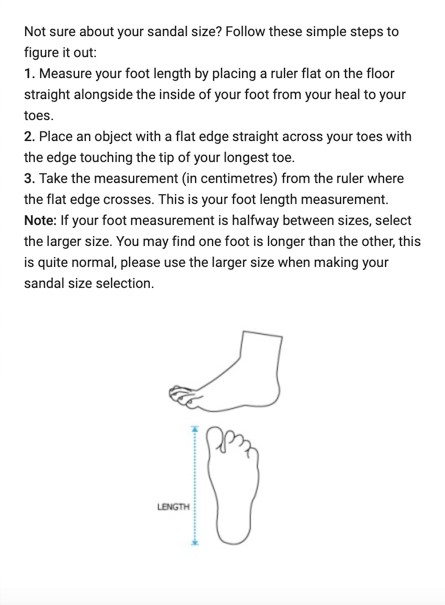 Not sure about your sandal size? Follow these simple steps to
figure it out:
1. Measure your foot length by placing a ruler flat on the floor
straight alongside the inside of your foot from your heal to your
toes.
2. Place an object with a flat edge straight across your toes with
the edge touching the tip of your longest toe.
3. Take the measurement (in centimetres) from the ruler where
the flat edge crosses. This is your foot length measurement.
Note: If your foot measurement is halfway between sizes, select
the larger size. You may find one foot is longer than the other, this
is quite normal, please use the larger size when making your
sandal size selection.
LENGTH